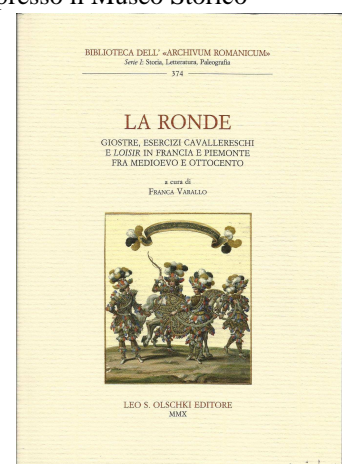 presso il Museo Storico
BIBLIOTECA DELL' «ARCHIVUM ROMANICUM»
Serie I: Storia, Letteratura, Paleografia
374
LA RONDE
GIOSTRE, ESERCIZI CAVALLERESCHI
E LOISIR IN FRANCIA E PIEMONTE
FRA MEDIOEVO E OTTOCENTO
a cura di
FRANCA VARALLO
LEO S. OLSCHKI EDITORE
MMX